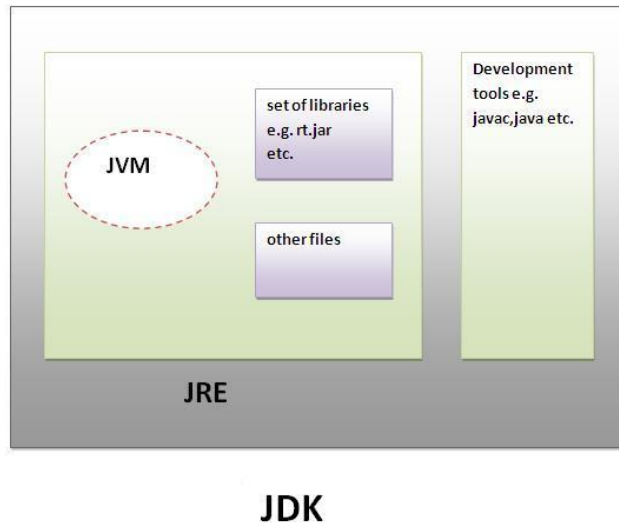 JVM
set of libraries
e.g. rt.jar
etc.
other files
Development
tools e.g.
javac,java etc.
JRE
JDK